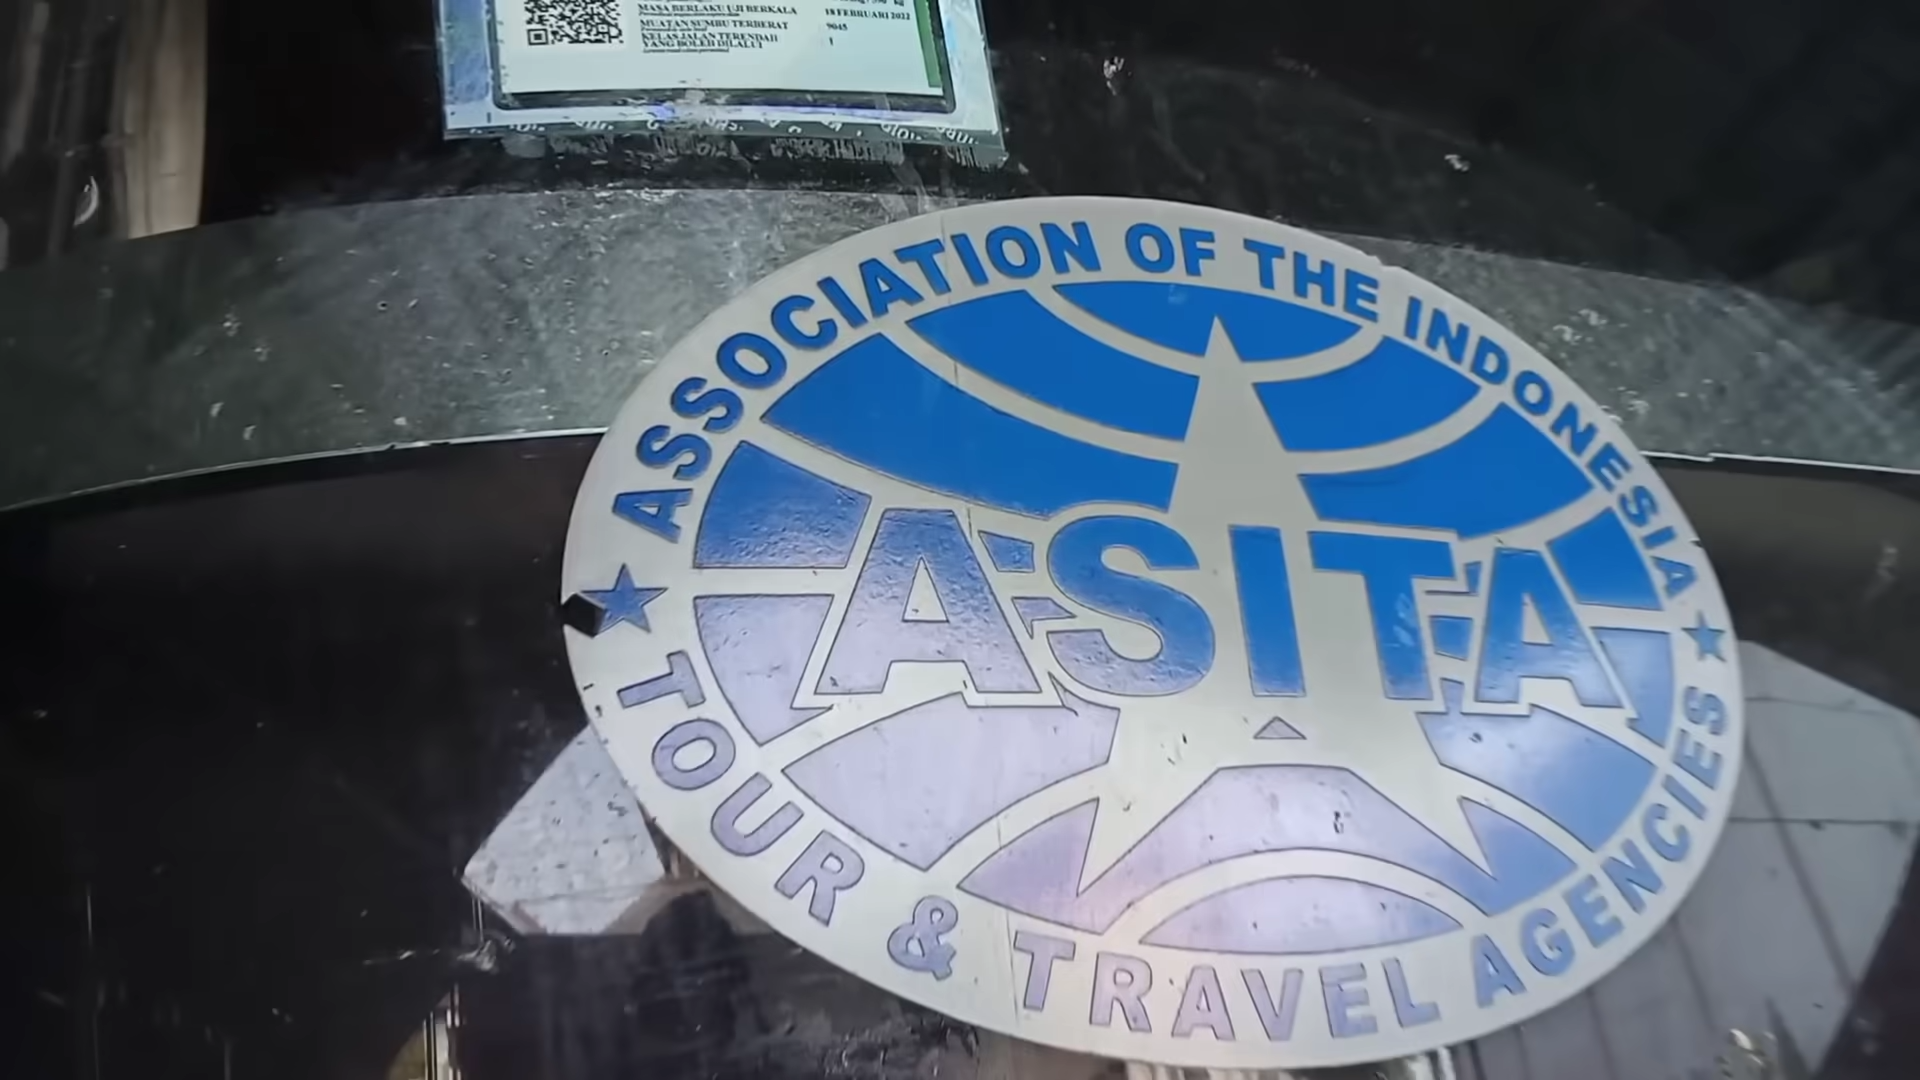 MASA BERLAKU UJI BERKALA 18 FEBRUARI 2022
MUATAN SUMBU TERBERAT 9045
KELAS JALAN TERENDAH 1
YANG BOLEH DILALUI
ASSOCIATION OF THE INDONESIA
ASITA
TOUR & TRAVEL AGENCIES